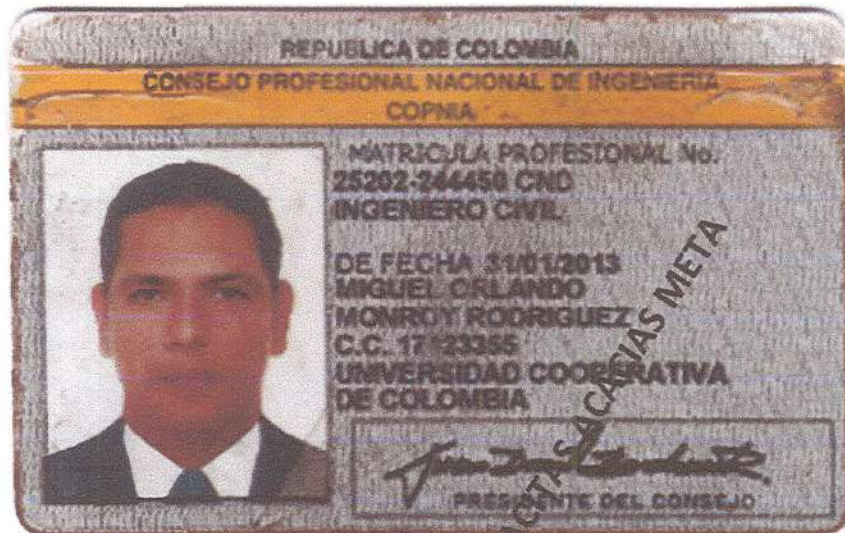 REPUBLICA DE COLOMBIA
CONSEJO PROFESIONAL NACIONAL DE INGENIERIA
COPNIA
MATRICULA PROFESIONAL No.
25202-244450 CND
INGENIERO CIVIL
DE FECHA 31/01/2013
MIGUEL ORLANDO
MONROY RODRIGUEZ
C.C.
UNIVERSIDAD COOPERATIVA
DE COLOMBIA
PRESIDENTE DEL CONSEJO
ACACIAS META